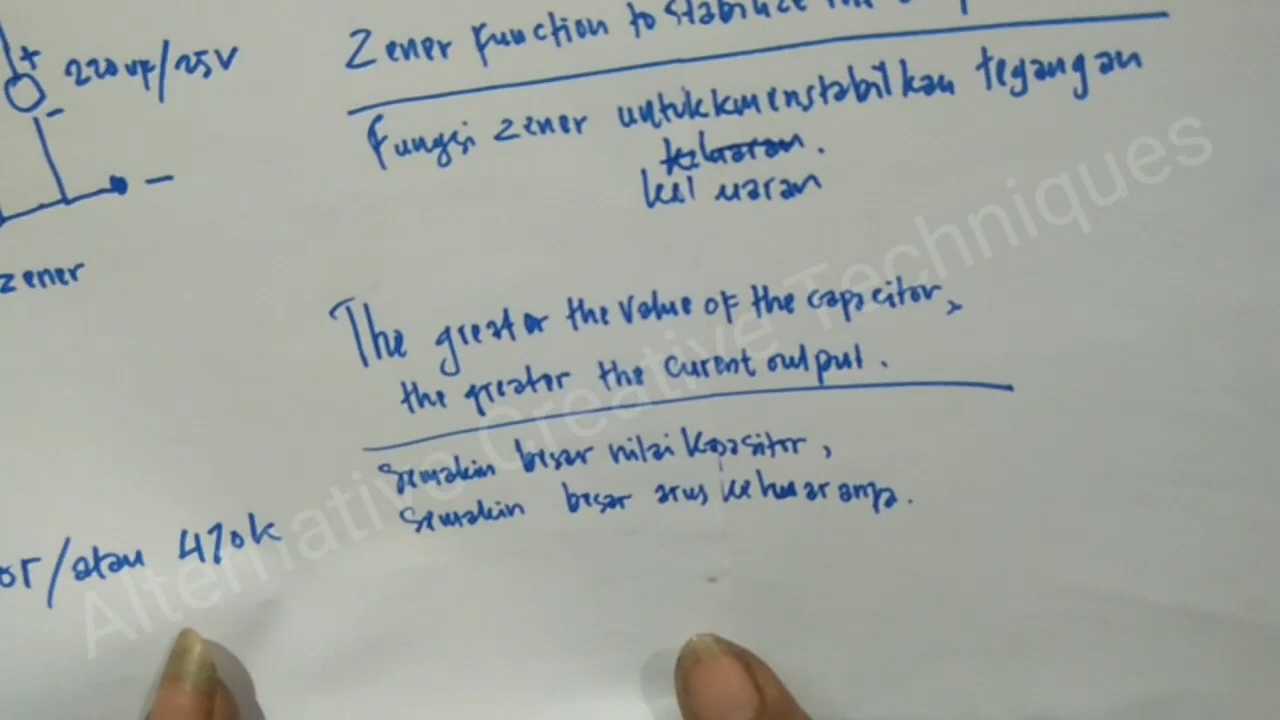 Zener function to stabilize
+
220uf/25V
-
Fungsi zener untuk menstabilkan tegangan
keluaran.
keluaran
-
zener
The greater the value of the capacitor,
the greater the curent output.
semakin besar nilai kapasitor,
semakin besar arus keluaranya.
or/atau 470k
Alternative Creative Techniques